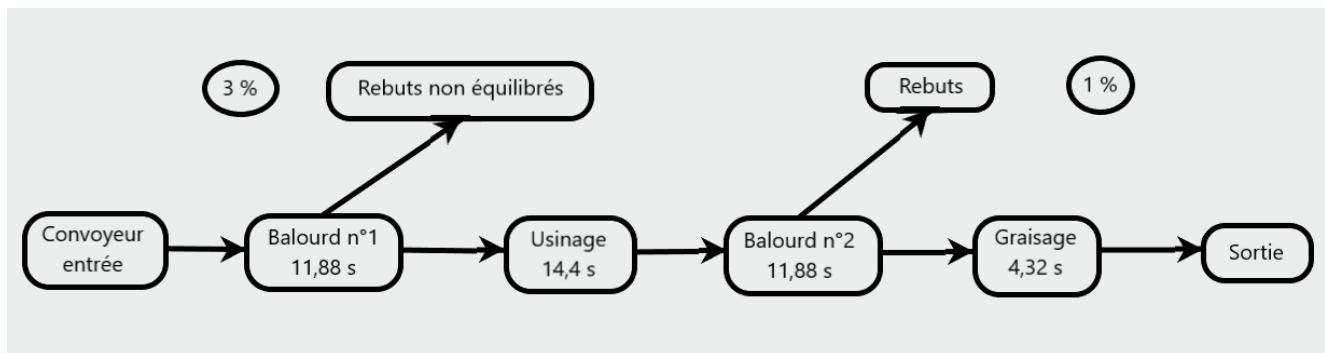 3 %
Rebuts non équilibrés
Rebuts
1 %
Convoyeur
entrée
Balourd n°1
11,88 s
Usinage
14,4 s
Balourd n°2
11,88 s
Graisage
4,32 s
Sortie